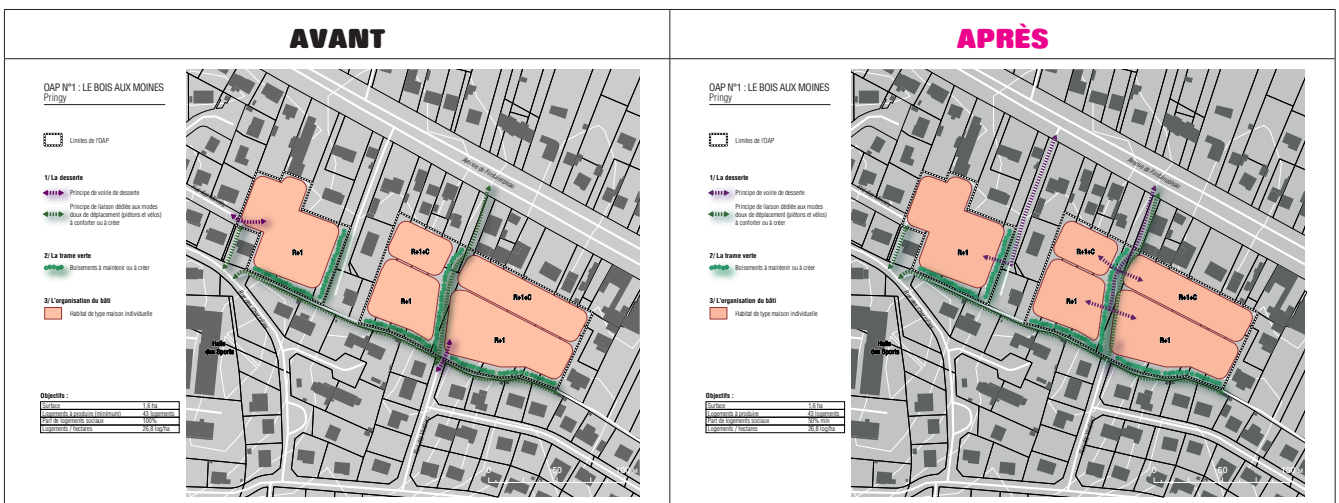 AVANT
APRÈS
OAP N°1 : LE BOIS AUX MOINES
Pringy
Limites de l'OAP
1/ La desserte
Principe de voirie de desserte
Principe de liaison dédiée aux modes
doux de déplacement (piétons et vélos)
à conforter ou à créer
2/ La trame verte
Boisements à maintenir ou à créer
3/ L'organisation du bâti
Habitat de type maison individuelle
Objectifs :
Surface 1,6 ha
Logements à produire (minimum) 43 logements
Part de logements sociaux 100%
Logements / hectares 26,8 log/ha
Avenue de Fontainebleau
R+1
R+1+C
R+1
R+1+C
R+1
Halle
des Sports
0 50 100 M
OAP N°1 : LE BOIS AUX MOINES
Pringy
Limites de l'OAP
1/ La desserte
Principe de voirie de desserte
Principe de liaison dédiée aux modes
doux de déplacement (piétons et vélos)
à conforter ou à créer
2/ La trame verte
Boisements à maintenir ou à créer
3/ L'organisation du bâti
Habitat de type maison individuelle
Objectifs :
Surface 1,6 ha
Logements à produire 43 logements
Part de logements sociaux 50% min
Logements / hectares 26,8 log/ha
Avenue de Fontainebleau
R+1
R+1+C
R+1
R+1+C
R+1
Halle
des Sports
0 50 100 M